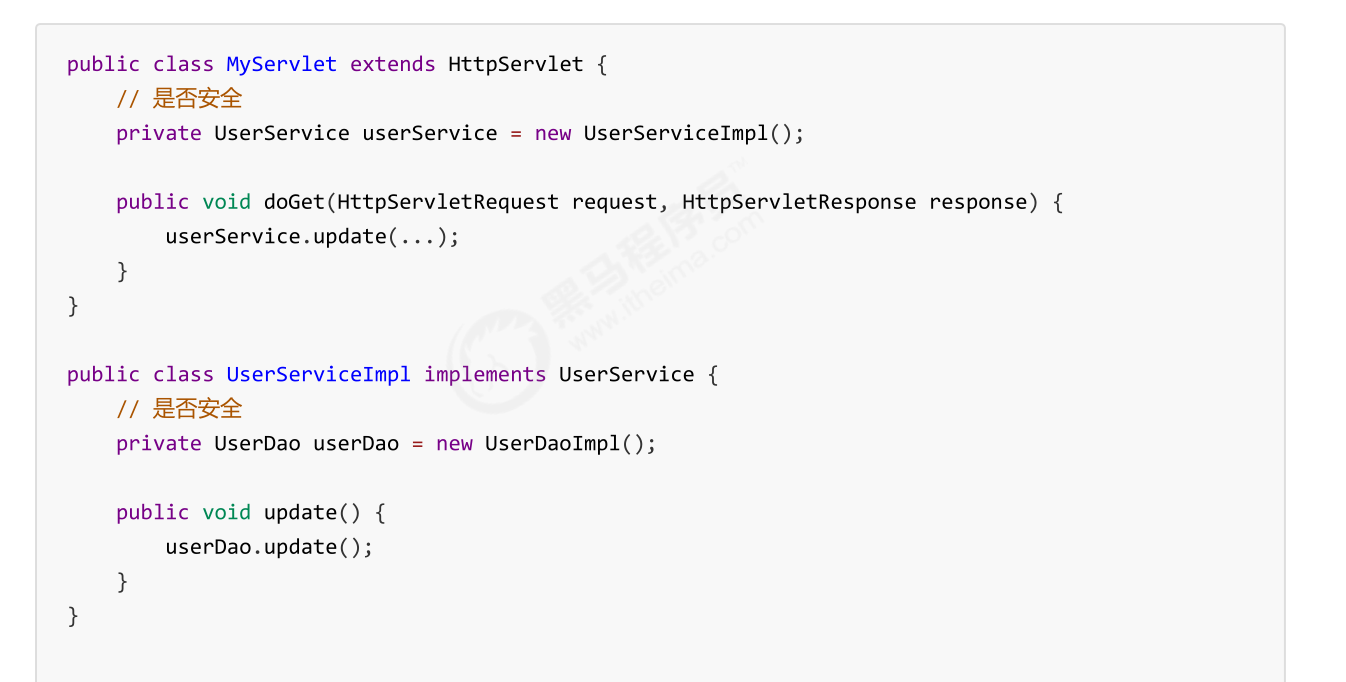 public class MyServlet extends HttpServlet {
    // 是否安全
    private UserService userService = new UserServiceImpl();
    public void doGet(HttpServletRequest request, HttpServletResponse response) {
        userService.update(...);
    }
}
public class UserServiceImpl implements UserService {
    // 是否安全
    private UserDao userDao = new UserDaoImpl();
    public void update() {
        userDao.update();
    }
}
黑马程序员™
www.itheima.com